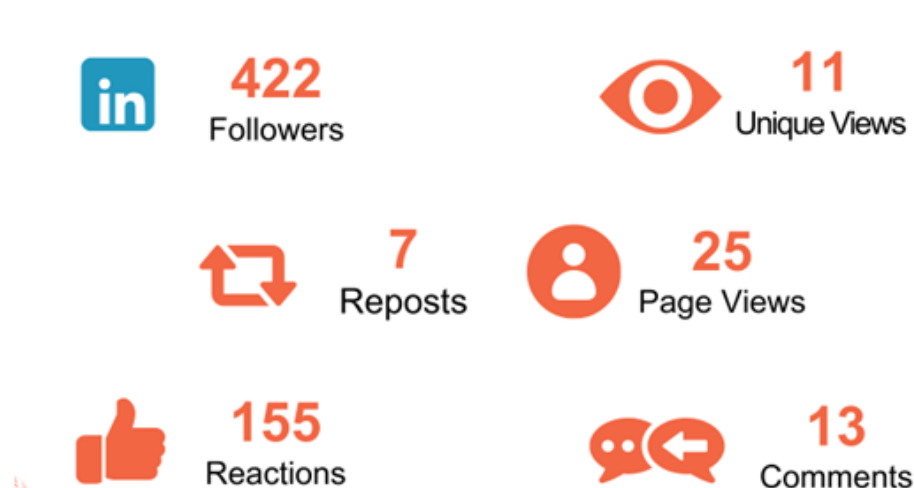 in
422
Followers
11
Unique Views
7
Reposts
25
Page Views
155
Reactions
13
Comments